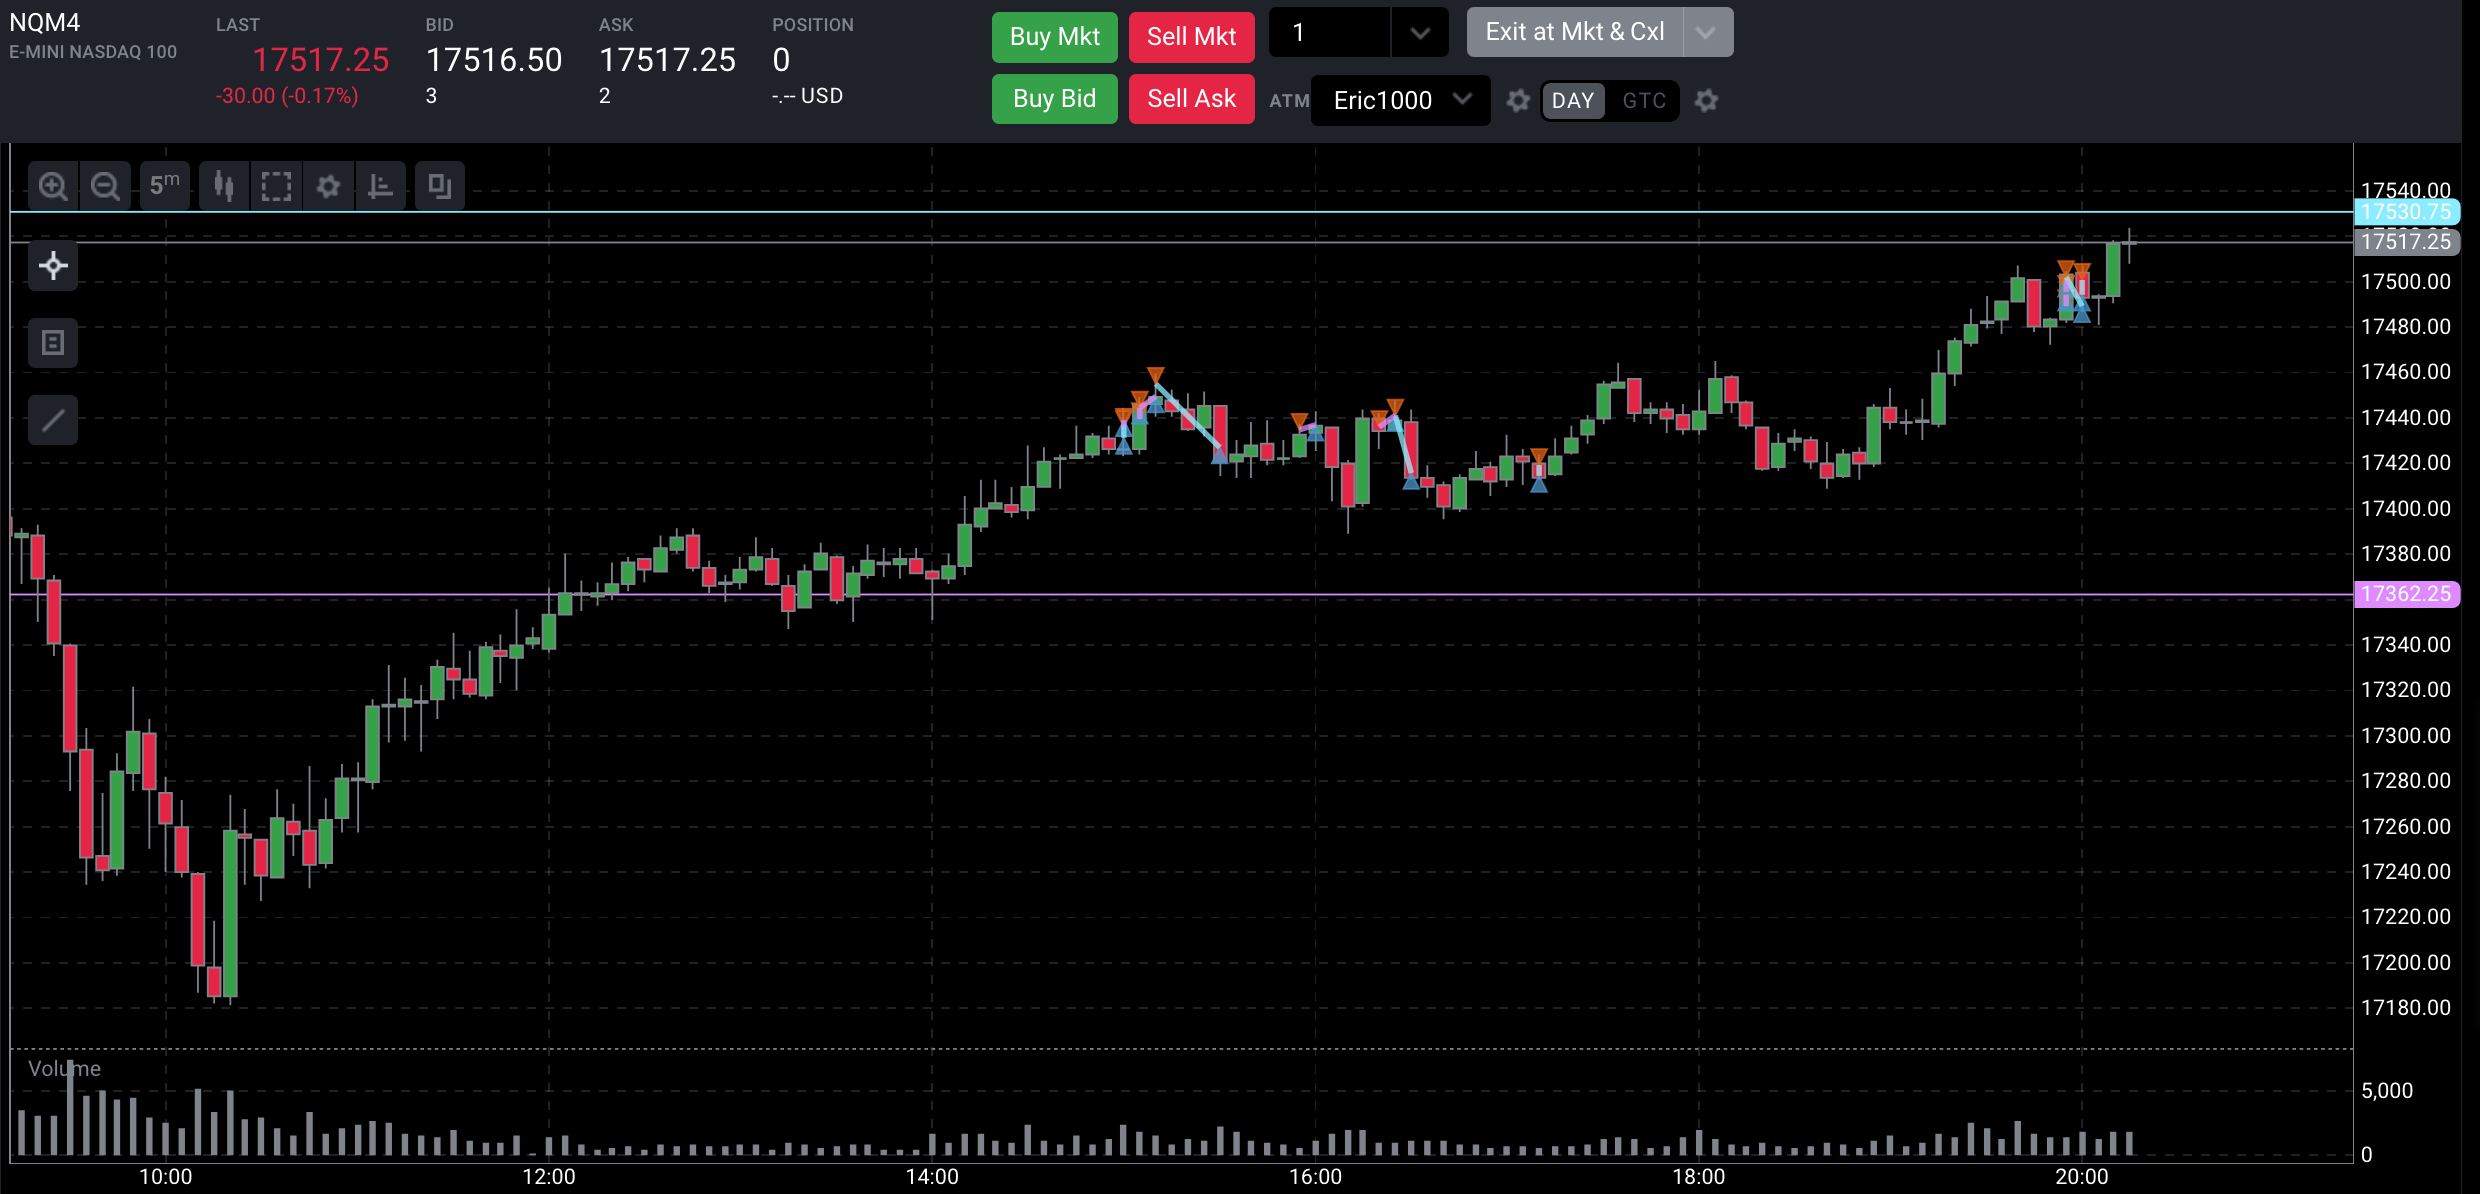 NQM4
E-MINI NASDAQ 100
LAST
17517.25
-30.00 (-0.17%)
BID
17516.50
3
ASK
17517.25
2
POSITION
0
-.-- USD
Buy Mkt
Sell Mkt
1
Exit at Mkt & Cxl
Buy Bid
Sell Ask
ATM
Eric1000
DAY
GTC
5m
17540.00
17530.75
17517.25
17500.00
17480.00
17460.00
17440.00
17420.00
17400.00
17380.00
17362.25
17340.00
17320.00
17300.00
17280.00
17260.00
17240.00
17220.00
17200.00
17180.00
Volume
5,000
0
10:00
12:00
14:00
16:00
18:00
20:00